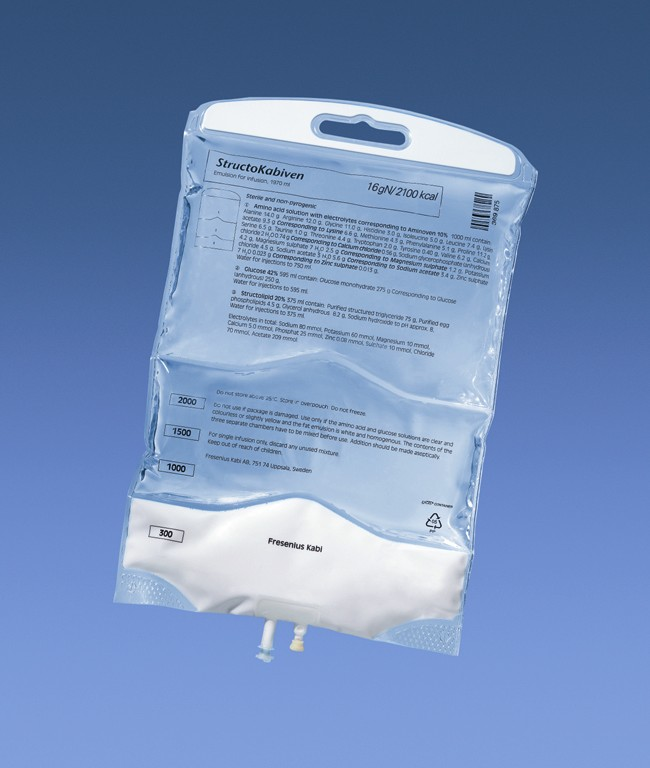 StructoKabiven
Emulsion for infusion, 1970 ml
16gN/2100 kcal
Sterile and non-pyrogenic
① Amino acid solution with electrolytes corresponding to Aminoven 10% 1000 ml contain:
Alanine 14.0 g, Arginine 12.0 g, Glycine 11.0 g, Histidine 3.0 g, Isoleucine 5.0 g, Leucine 7.4 g, Lysine
acetate 9.3 g Corresponding to Lysine 6.6 g, Methionine 4.3 g, Phenylalanine 5.1 g, Proline 11.2 g,
Serine 6.5 g, Taurine 1.0 g, Threonine 4.4 g, Tryptophan 2.0 g, Tyrosine 0.40 g, Valine 6.2 g, Calcium
chloride 2 H₂O 0.74 g Corresponding to Calcium chloride 0.56 g, Sodium glycerophosphate (anhydrous)
4.2 g, Magnesium sulphate 7 H₂O 2.5 g Corresponding to Magnesium sulphate 1.2 g, Potassium
chloride 4.5 g, Sodium acetate 3 H₂O 5.6 g Corresponding to Sodium acetate 3.4 g, Zinc sulphate
7 H₂O 0.023 g Corresponding to Zinc sulphate 0.013 g.
Water for injections to 750 ml.
② Glucose 42% 595 ml contain: Glucose monohydrate 275 g Corresponding to Glucose
(anhydrous) 250 g.
Water for injections to 595 ml.
③ Structolipid 20% 375 ml contain: Purified structured triglyceride 75 g, Purified egg
phospholipids 4.5 g, Glycerol anhydrous 8.2 g, Sodium hydroxide to pH approx. 8.
Water for injections to 375 ml.
Electrolytes in total: Sodium 80 mmol, Potassium 60 mmol, Magnesium 10 mmol,
Calcium 5.0 mmol, Phosphat 25 mmol, Zinc 0.08 mmol, Sulphate 10 mmol, Chloride
70 mmol, Acetate 209 mmol
3069 875
Do not store above 25°C. Store in overpouch. Do not freeze.
2000
Do not use if package is damaged. Use only if the amino acid and glucose solutions are clear and
colourless or slightly yellow and the fat emulsion is white and homogenous. The contents of the
three separate chambers have to be mixed before use. Addition should be made aseptically.
1500
For single infusion only, discard any unused mixture.
Keep out of reach of children.
1000
Fresenius Kabi AB, 751 74 Uppsala, Sweden
PP
300
Fresenius Kabi